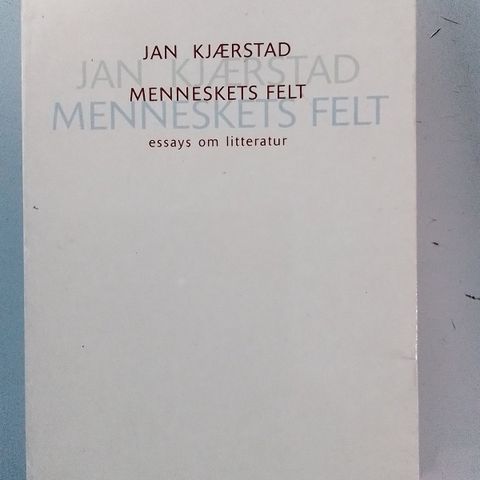 JAN KJÆRSTAD
JAN KJÆRSTAD
MENNESKETS FELT
MENNESKETS FELT
essays om litteratur